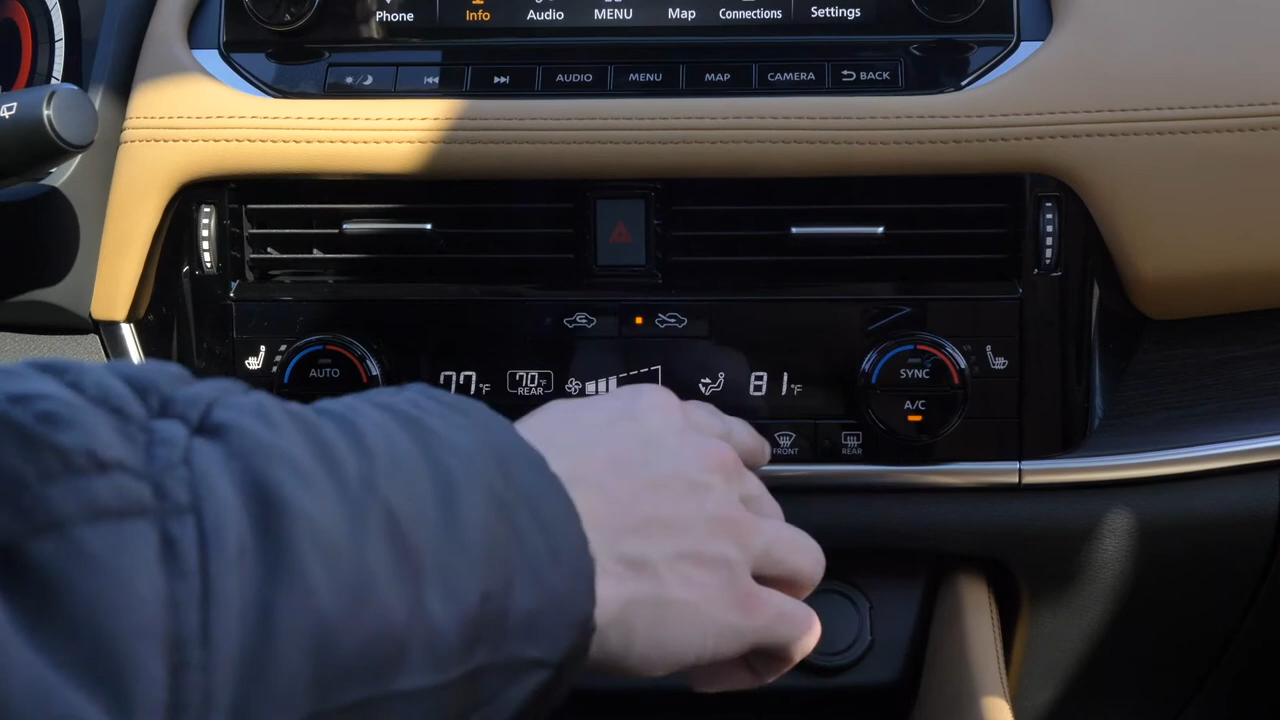 Phone Info Audio MENU Map Connections Settings
AUDIO MENU MAP CAMERA BACK
AUTO 77°F 70°F REAR 81°F SYNC
A/C
FRONT REAR